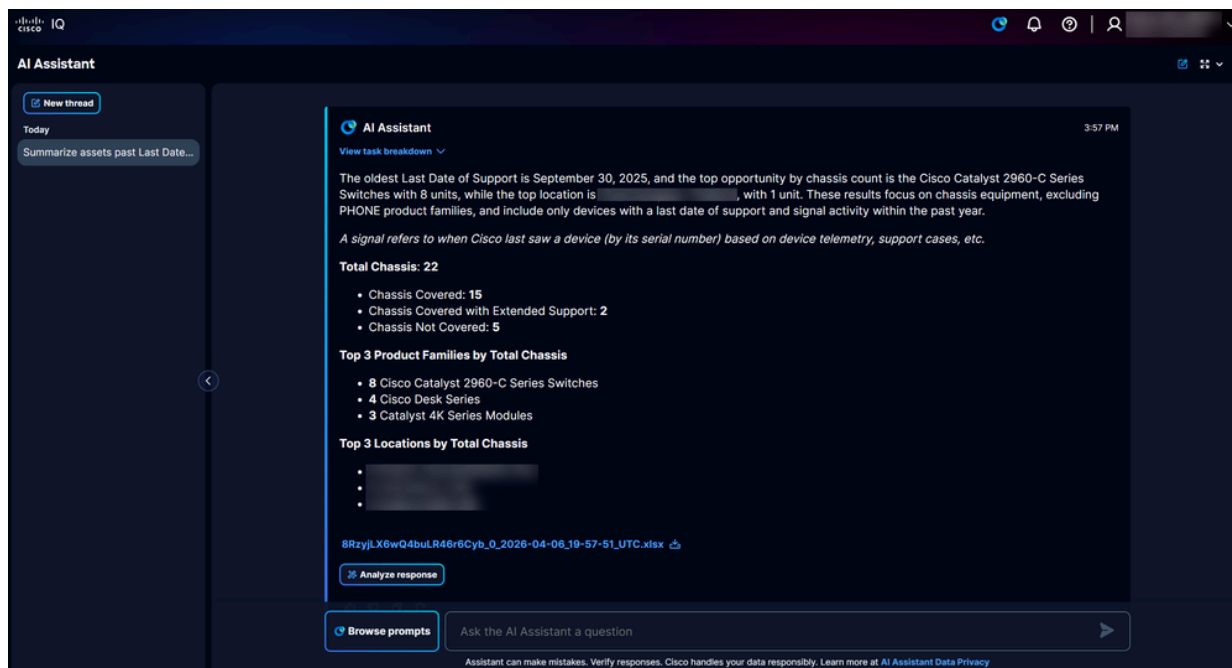 cisco IQ
AI Assistant
New thread
Today
Summarize assets past Last Date...
AI Assistant
3:57 PM
View task breakdown
The oldest Last Date of Support is September 30, 2025, and the top opportunity by chassis count is the Cisco Catalyst 2960-C Series
Switches with 8 units, while the top location is , with 1 unit. These results focus on chassis equipment, excluding
PHONE product families, and include only devices with a last date of support and signal activity within the past year.
A signal refers to when Cisco last saw a device (by its serial number) based on device telemetry, support cases, etc.
Total Chassis: 22
• Chassis Covered: 15
• Chassis Covered with Extended Support: 2
• Chassis Not Covered: 5
Top 3 Product Families by Total Chassis
• 8 Cisco Catalyst 2960-C Series Switches
• 4 Cisco Desk Series
• 3 Catalyst 4K Series Modules
Top 3 Locations by Total Chassis
8RzyjLX6wQ4buLR46r6Cyb_0_2026-04-06_19-57-51_UTC.xlsx
Analyze response
Browse prompts
Ask the AI Assistant a question
Assistant can make mistakes. Verify responses. Cisco handles your data responsibly. Learn more at AI Assistant Data Privacy